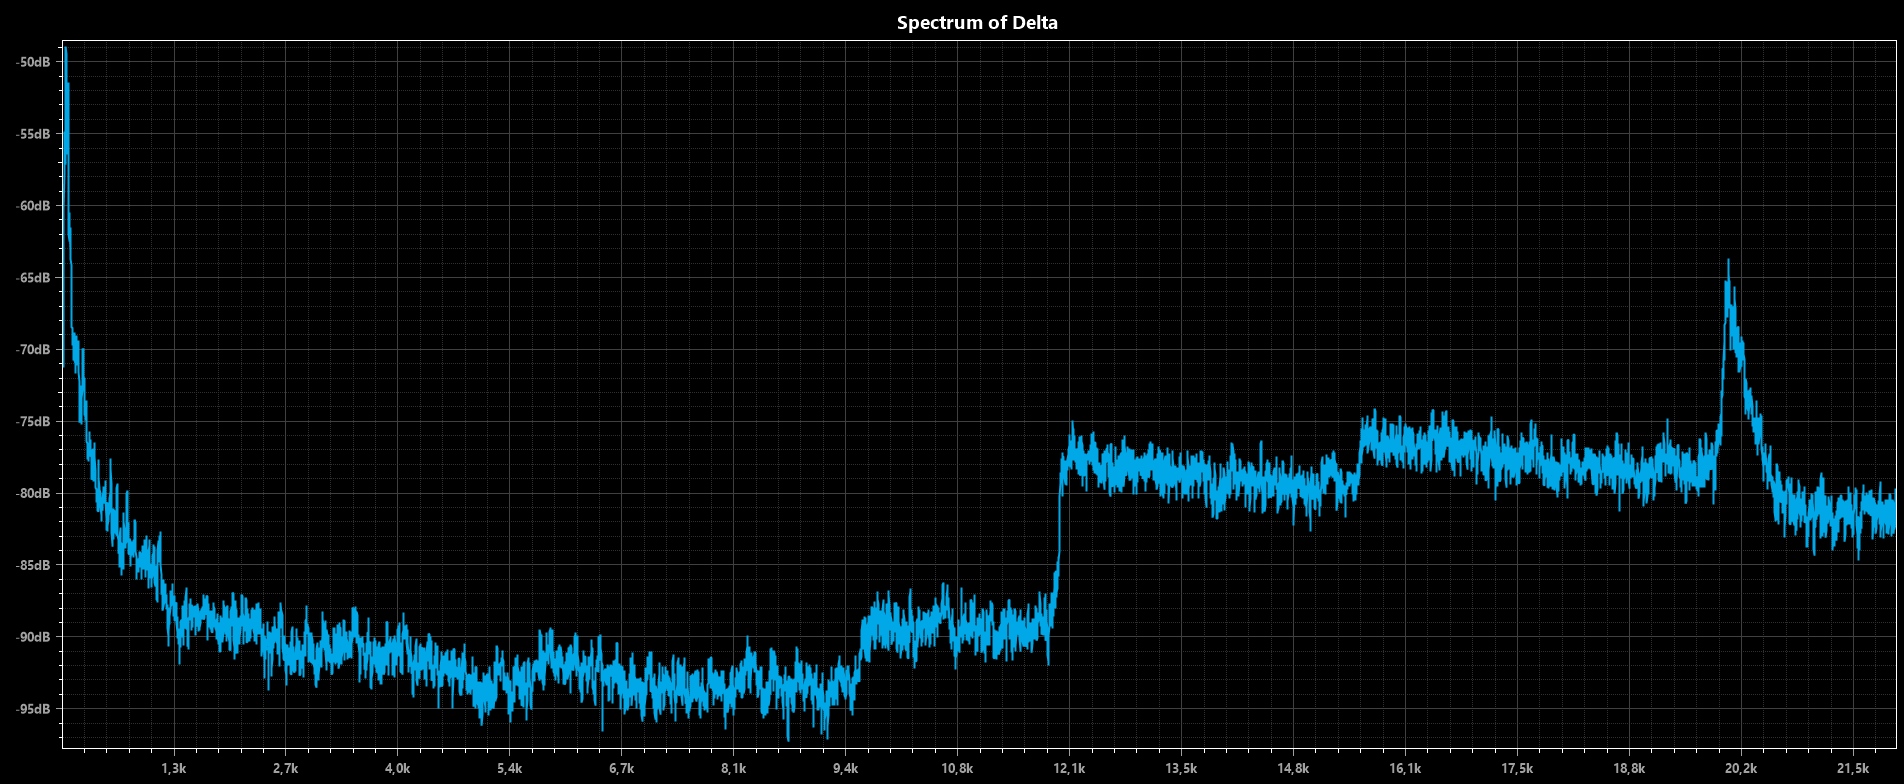 Spectrum of Delta
-50dB
-55dB
-60dB
-65dB
-70dB
-75dB
-80dB
-85dB
-90dB
-95dB
1,3k 2,7k 4,0k 5,4k 6,7k 8,1k 9,4k 10,8k 12,1k 13,5k 14,8k 16,1k 17,5k 18,8k 20,2k 21,5k